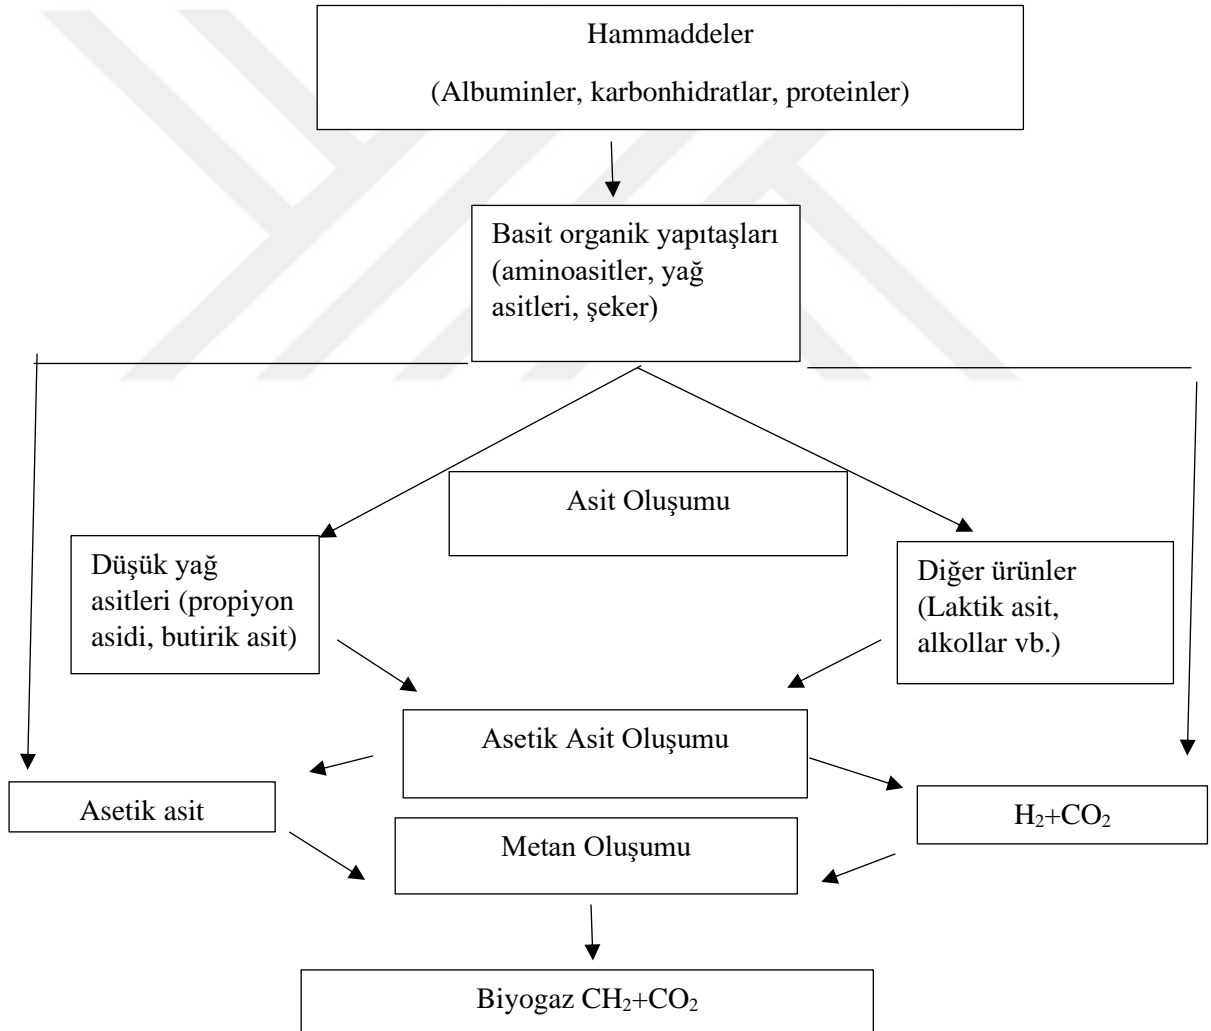 Hammaddeler
(Albuminler, karbonhidratlar, proteinler)
Basit organik yapıtaşları
(aminoasitler, yağ
asitleri, şeker)
Asit Oluşumu
Düşük yağ
asitleri (propiyon
asidi, butirik asit)
Diğer ürünler
(Laktik asit,
alkollar vb.)
Asetik Asit Oluşumu
Asetik asit
H₂+CO₂
Metan Oluşumu
Biyogaz CH₂+CO₂